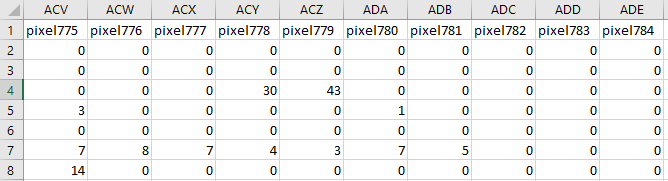 ACV ACW ACX ACY ACZ ADA ADB ADC ADD ADE
1 pixel775 pixel776 pixel777 pixel778 pixel779 pixel780 pixel781 pixel782 pixel783 pixel784
2 0 0 0 0 0 0 0 0 0 0
3 0 0 0 0 0 0 0 0 0 0
4 0 0 0 30 43 0 0 0 0 0
5 3 0 0 0 0 1 0 0 0 0
6 0 0 0 0 0 0 0 0 0 0
7 7 8 7 4 3 7 5 0 0 0
8 14 0 0 0 0 0 0 0 0 0